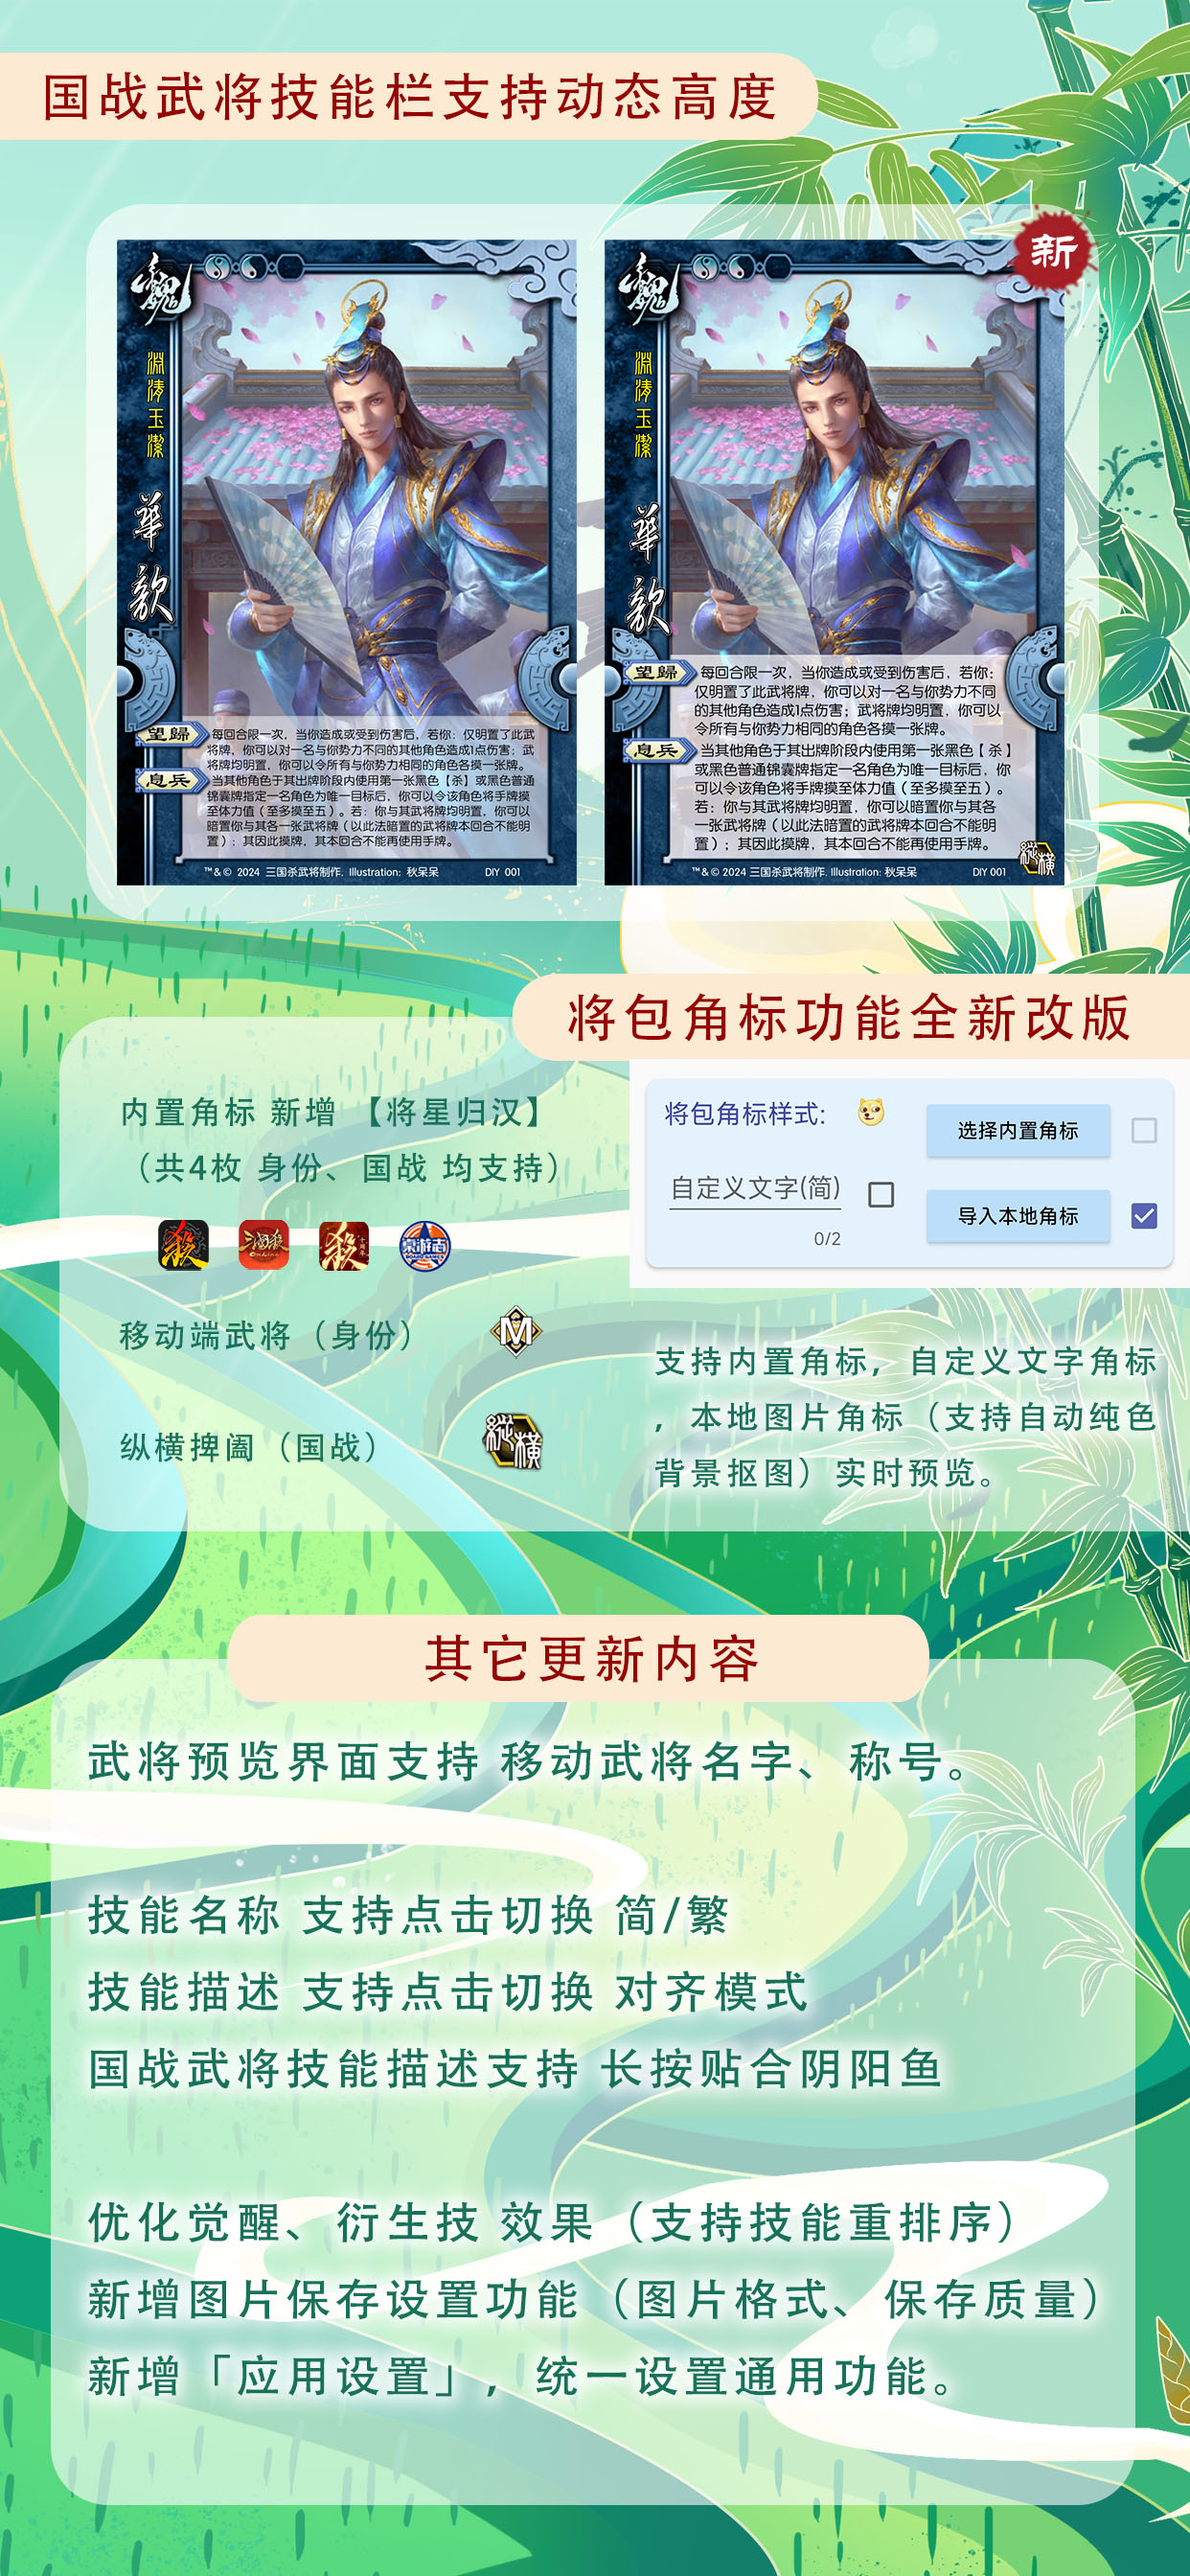 国战武将技能栏支持动态高度
新
魏
淵清玉潔
華歆
望歸
每回合限一次，当你造成或受到伤害后，若你：仅明置了此武
将牌，你可以对一名与你势力不同的其他角色造成1点伤害；武
将牌均明置，你可以令所有与你势力相同的角色各摸一张牌。
息兵
当其他角色于其出牌阶段内使用第一张黑色【杀】或黑色普通
锦囊牌指定一名角色为唯一目标后，你可以令该角色将手牌摸
至体力值（至多摸至五）。若：你与其武将牌均明置，你可以
暗置你与其各一张武将牌（以此法暗置的武将牌本回合不能明
置）；其因此摸牌，其本回合不能再使用手牌。
™&© 2024 三国杀武将制作. Illustration: 秋呆呆 DIY 001
魏
淵清玉潔
華歆
望歸
每回合限一次，当你造成或受到伤害后，若你：
仅明置了此武将牌，你可以对一名与你势力不同
的其他角色造成1点伤害；武将牌均明置，你可以
令所有与你势力相同的角色各摸一张牌。
息兵
当其他角色于其出牌阶段内使用第一张黑色【杀】
或黑色普通锦囊牌指定一名角色为唯一目标后，你
可以令该角色将手牌摸至体力值（至多摸至五）。
若：你与其武将牌均明置，你可以暗置你与其各
一张武将牌（以此法暗置的武将牌本回合不能明
置）；其因此摸牌，其本回合不能再使用手牌。
縱橫
™&© 2024 三国杀武将制作. Illustration: 秋呆呆 DIY 001
将包角标功能全新改版
内置角标 新增 【将星归汉】
（共4枚 身份、国战 均支持）
殺
三國殺
OnLine
殺
十周年
桌游志
BOARD GAMES
移动端武将（身份）
M
纵横捭阖（国战）
縱橫
将包角标样式:
选择内置角标
自定义文字(简)
0/2
导入本地角标
支持内置角标，自定义文字角标
，本地图片角标（支持自动纯色
背景抠图）实时预览。
其它更新内容
武将预览界面支持 移动武将名字、称号。
技能名称 支持点击切换 简/繁
技能描述 支持点击切换 对齐模式
国战武将技能描述支持 长按贴合阴阳鱼
优化觉醒、衍生技 效果（支持技能重排序）
新增图片保存设置功能（图片格式、保存质量）
新增「应用设置」，统一设置通用功能。